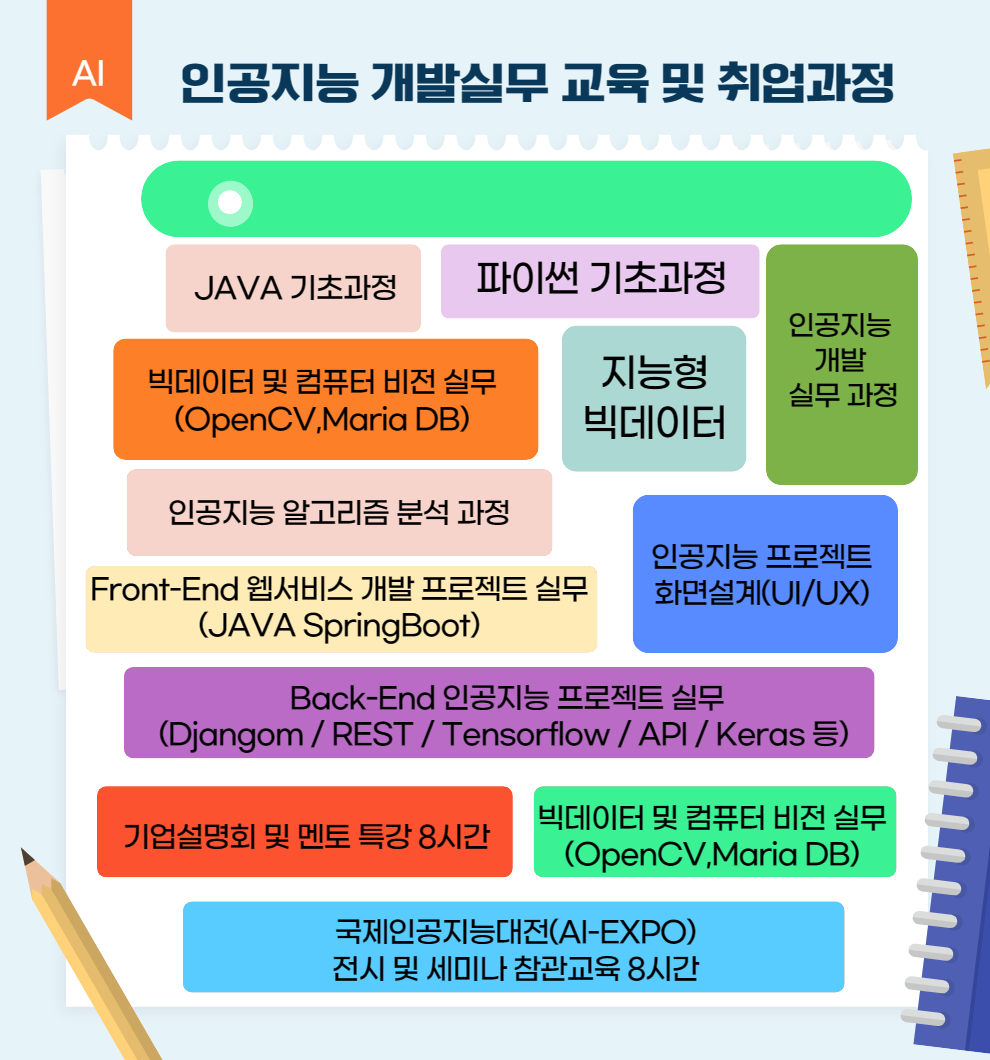 AI
인공지능 개발실무 교육 및 취업과정
JAVA 기초과정
파이썬 기초과정
인공지능
개발
실무 과정
빅데이터 및 컴퓨터 비전 실무
(OpenCV,Maria DB)
지능형
빅데이터
인공지능 알고리즘 분석 과정
인공지능 프로젝트
화면설계(UI/UX)
Front-End 웹서비스 개발 프로젝트 실무
(JAVA SpringBoot)
Back-End 인공지능 프로젝트 실무
(Djangom / REST / Tensorflow / API / Keras 등)
기업설명회 및 멘토 특강 8시간
빅데이터 및 컴퓨터 비전 실무
(OpenCV,Maria DB)
국제인공지능대전(AI-EXPO)
전시 및 세미나 참관교육 8시간